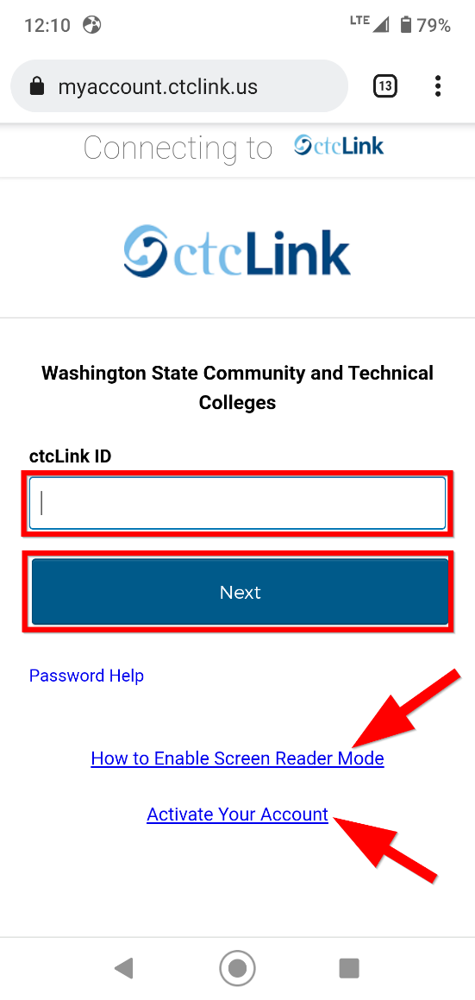 12:10 LTE 79%
myaccount.ctclink.us 13
Connecting to ctcLink
ctcLink
Washington State Community and Technical
Colleges
ctcLink ID
Next
Password Help
How to Enable Screen Reader Mode
Activate Your Account